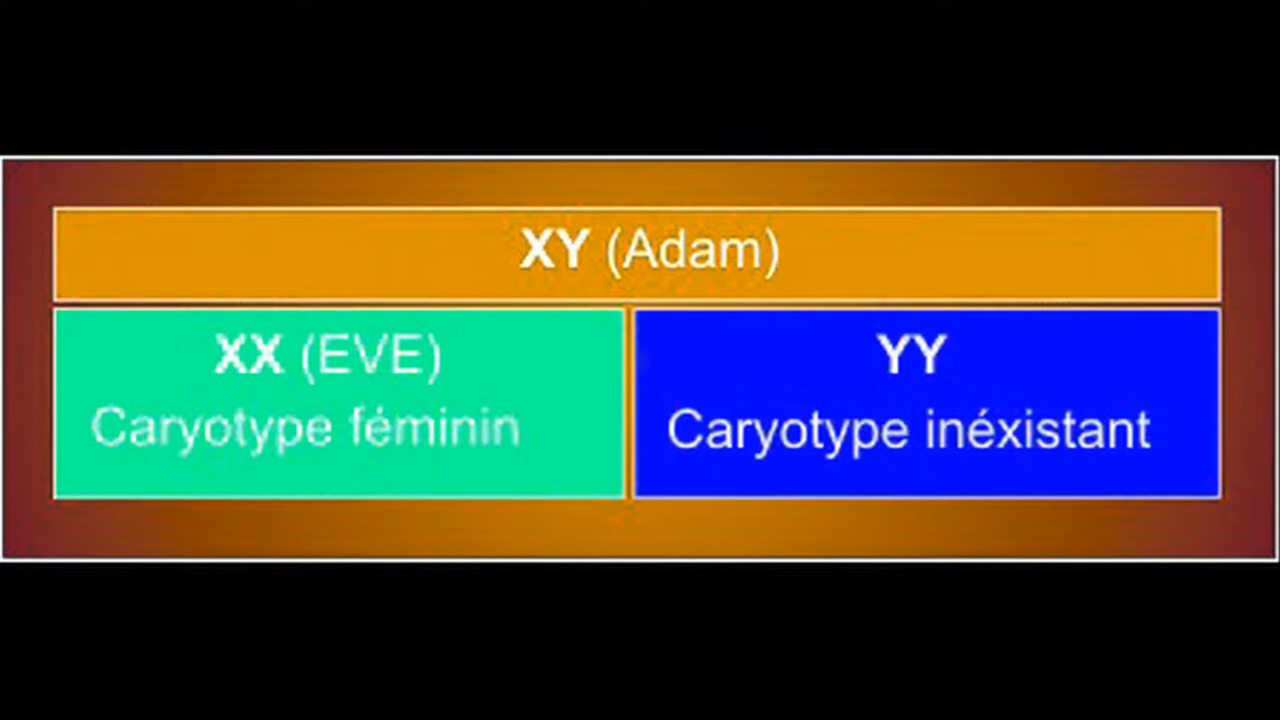 XY (Adam)
XX (EVE)
Caryotype féminin
YY
Caryotype inéxistant